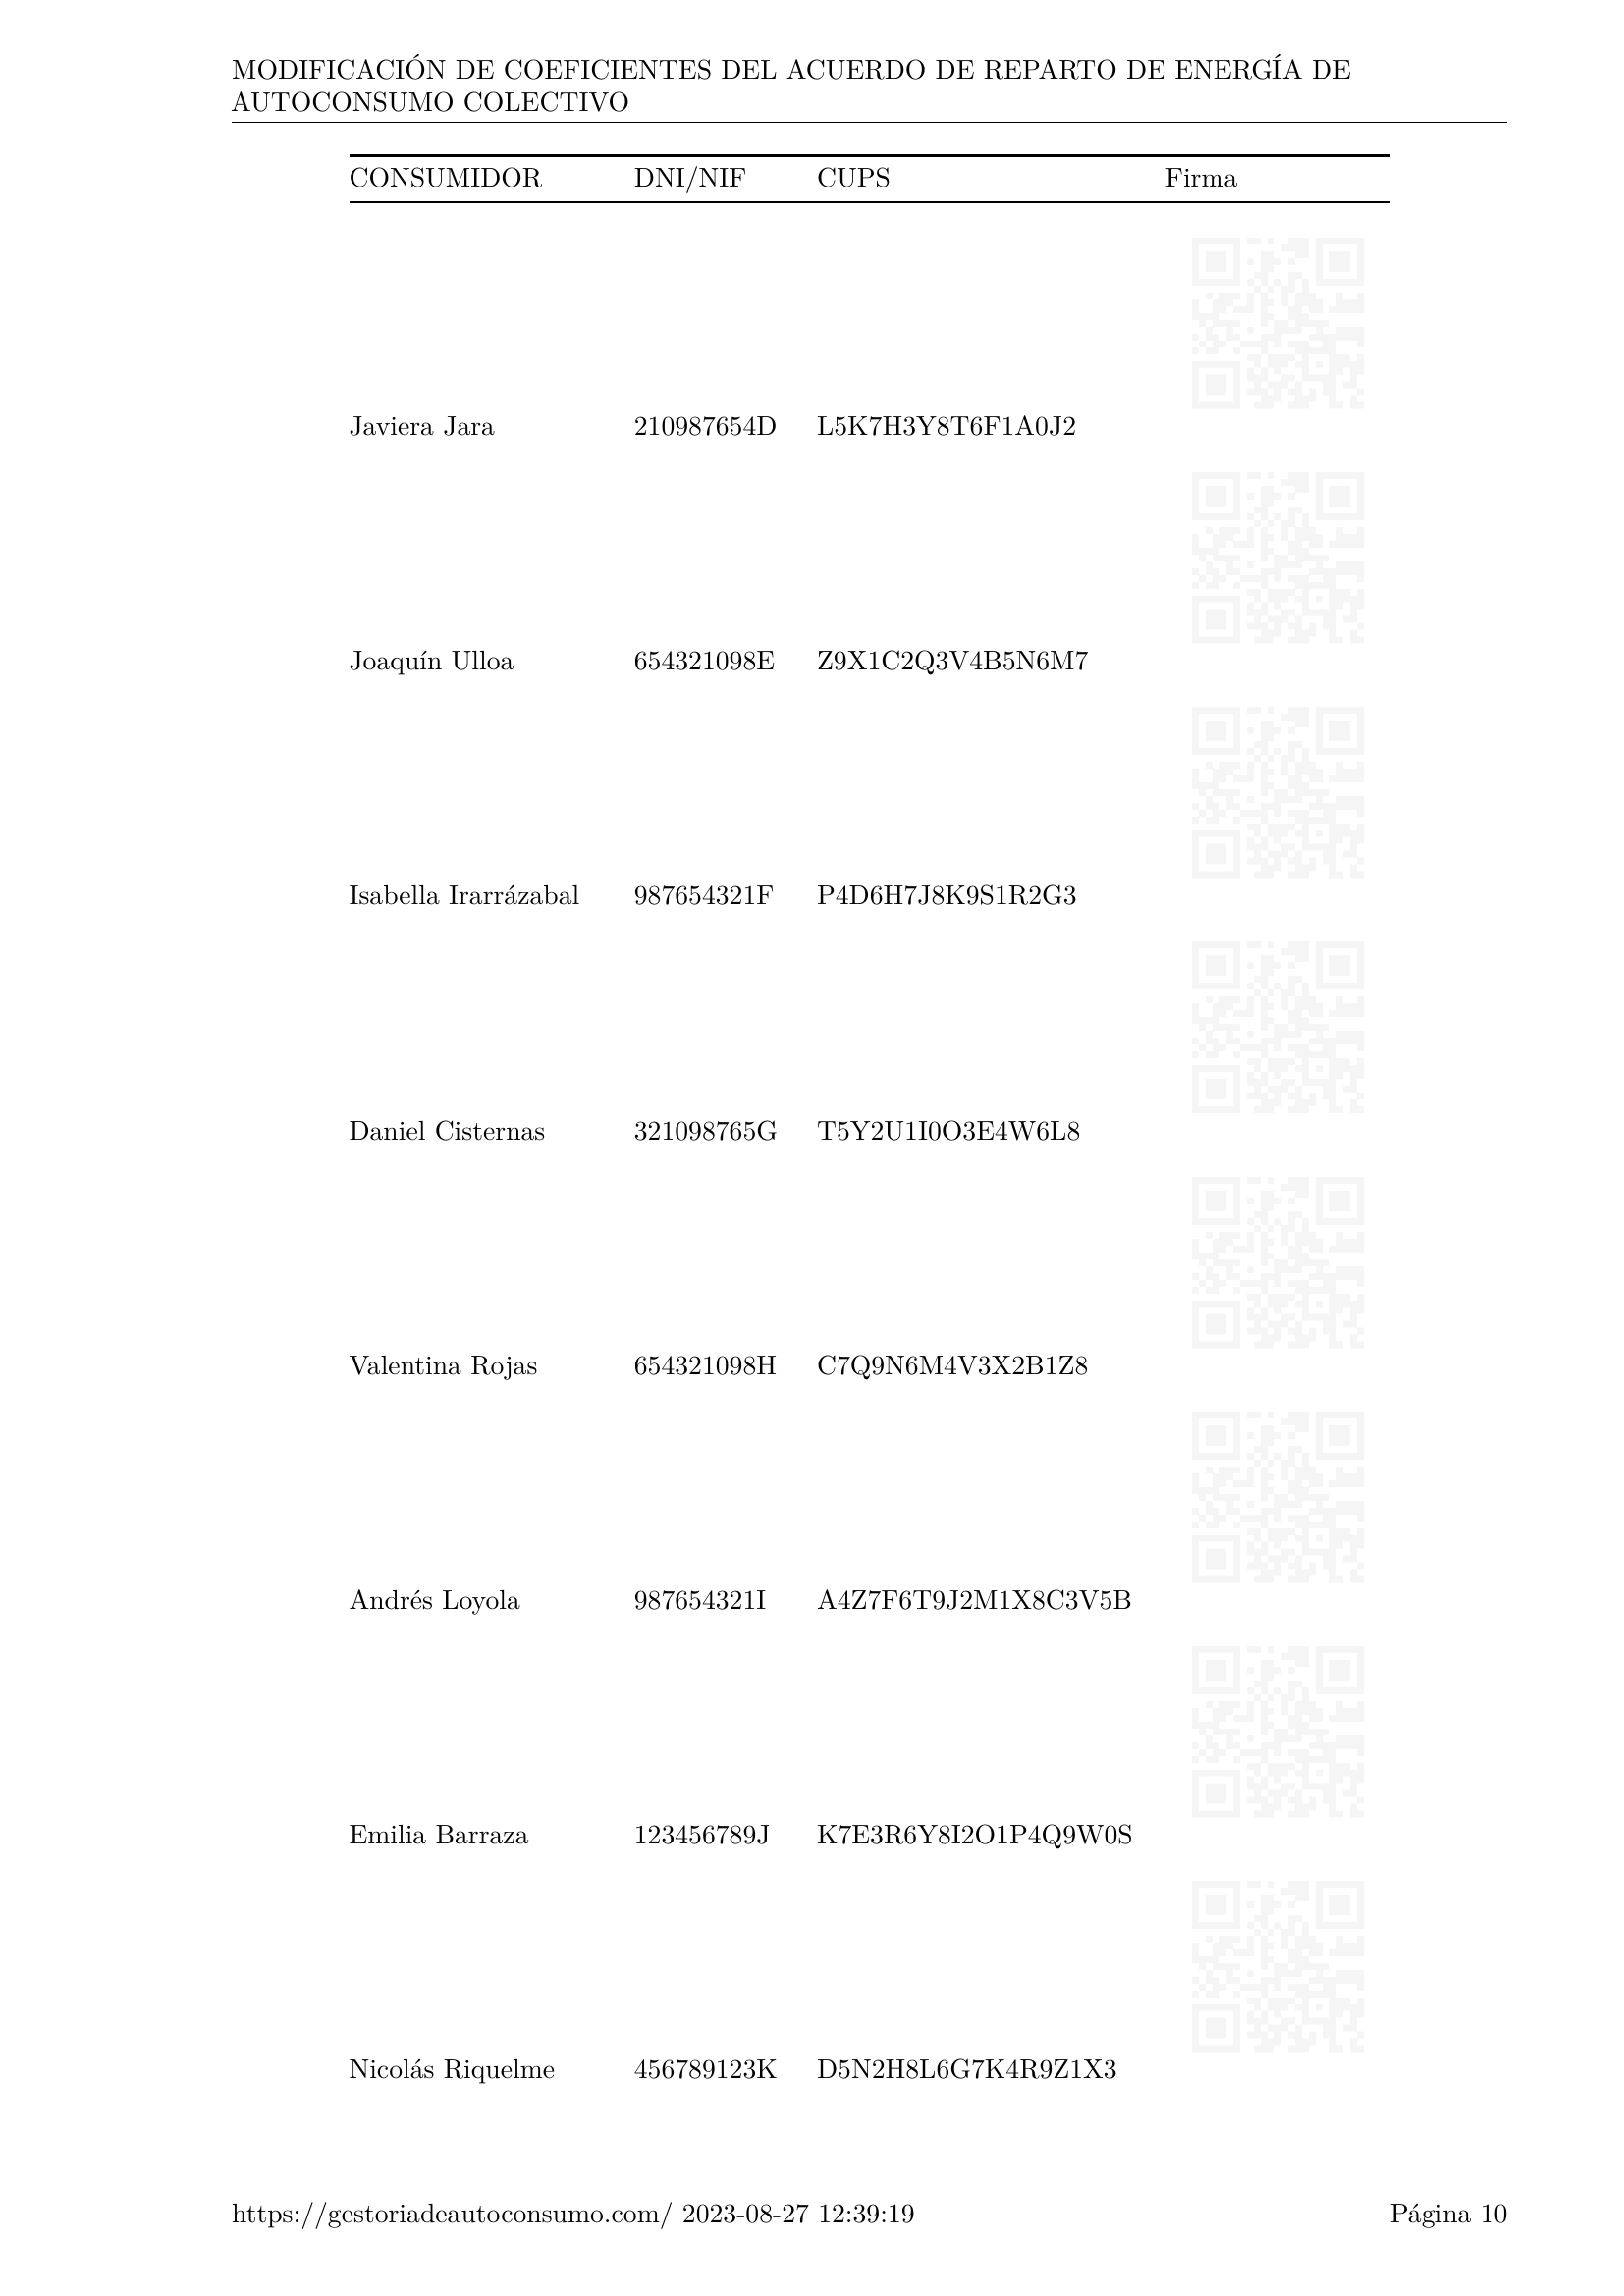 MODIFICACIÓN DE COEFICIENTES DEL ACUERDO DE REPARTO DE ENERGÍA DE
AUTOCONSUMO COLECTIVO
CONSUMIDOR DNI/NIF CUPS Firma
Javiera Jara 210987654D L5K7H3Y8T6F1A0J2
Joaquín Ulloa 654321098E Z9X1C2Q3V4B5N6M7
Isabella Irarrázabal 987654321F P4D6H7J8K9S1R2G3
Daniel Cisternas 321098765G T5Y2U1I0O3E4W6L8
Valentina Rojas 654321098H C7Q9N6M4V3X2B1Z8
Andrés Loyola 987654321I A4Z7F6T9J2M1X8C3V5B
Emilia Barraza 123456789J K7E3R6Y8I2O1P4Q9W0S
Nicolás Riquelme 456789123K D5N2H8L6G7K4R9Z1X3
https://gestoriadeautoconsumo.com/ 2023-08-27 12:39:19 Página 10